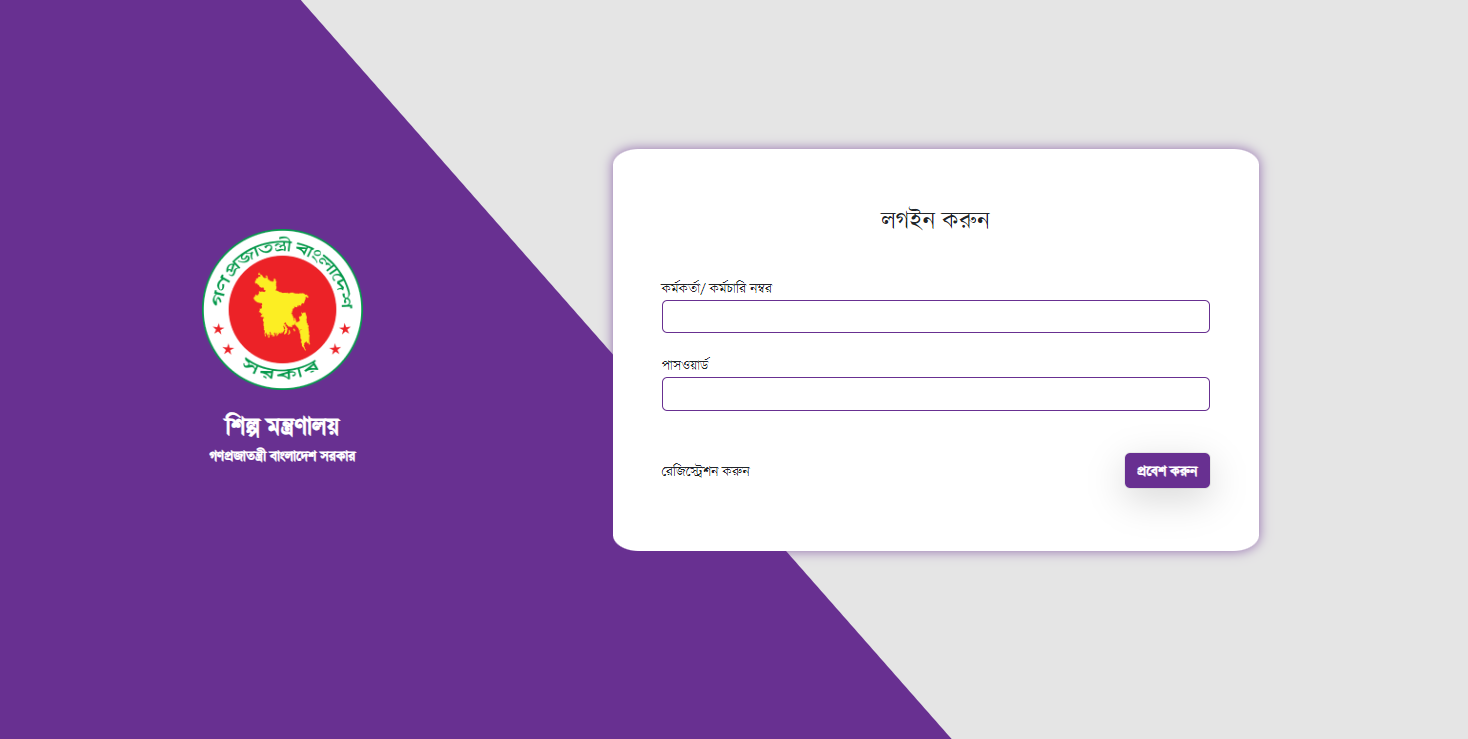 গণ প্রজাতন্ত্রী বাংলাদেশ
সরকার
শিল্প মন্ত্রণালয়
গণপ্রজাতন্ত্রী বাংলাদেশ সরকার
লগইন করুন
কর্মকর্তা/ কর্মচারি নম্বর
পাসওয়ার্ড
রেজিস্ট্রেশন করুন
প্রবেশ করুন